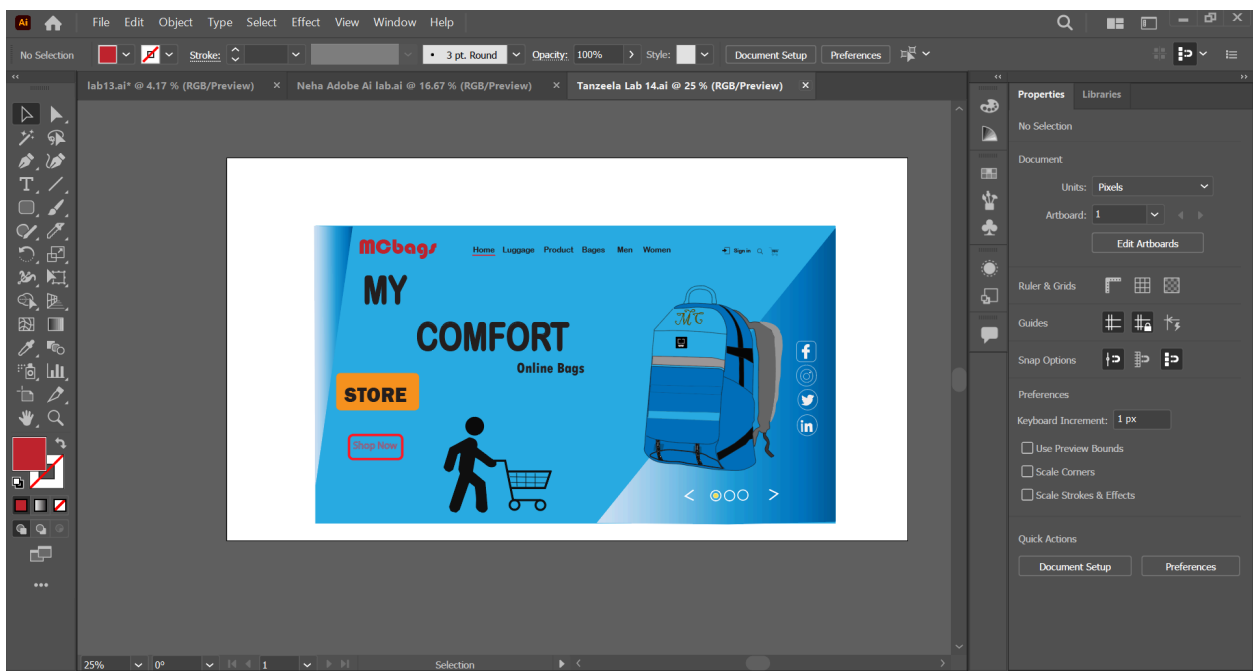 Ai File Edit Object Type Select Effect View Window Help
No Selection Stroke: 3 pt. Round Opacity: 100% Style: Document Setup Preferences
lab13.ai* @ 4.17 % (RGB/Preview) × Neha Adobe Ai lab.ai @ 16.67 % (RGB/Preview) × Tanzeela Lab 14.ai @ 25 % (RGB/Preview) ×
Properties Libraries
No Selection
Document
Units: Pixels
Artboard: 1
Edit Artboards
Ruler & Grids
Guides
Snap Options
Preferences
Keyboard Increment: 1 px
Use Preview Bounds
Scale Corners
Scale Strokes & Effects
Quick Actions
Document Setup Preferences
MCbags Home Luggage Product Bages Men Women Sign in
MY
COMFORT
Online Bags
STORE
Shop Now
MC
f
in
25% 0° 1 Selection